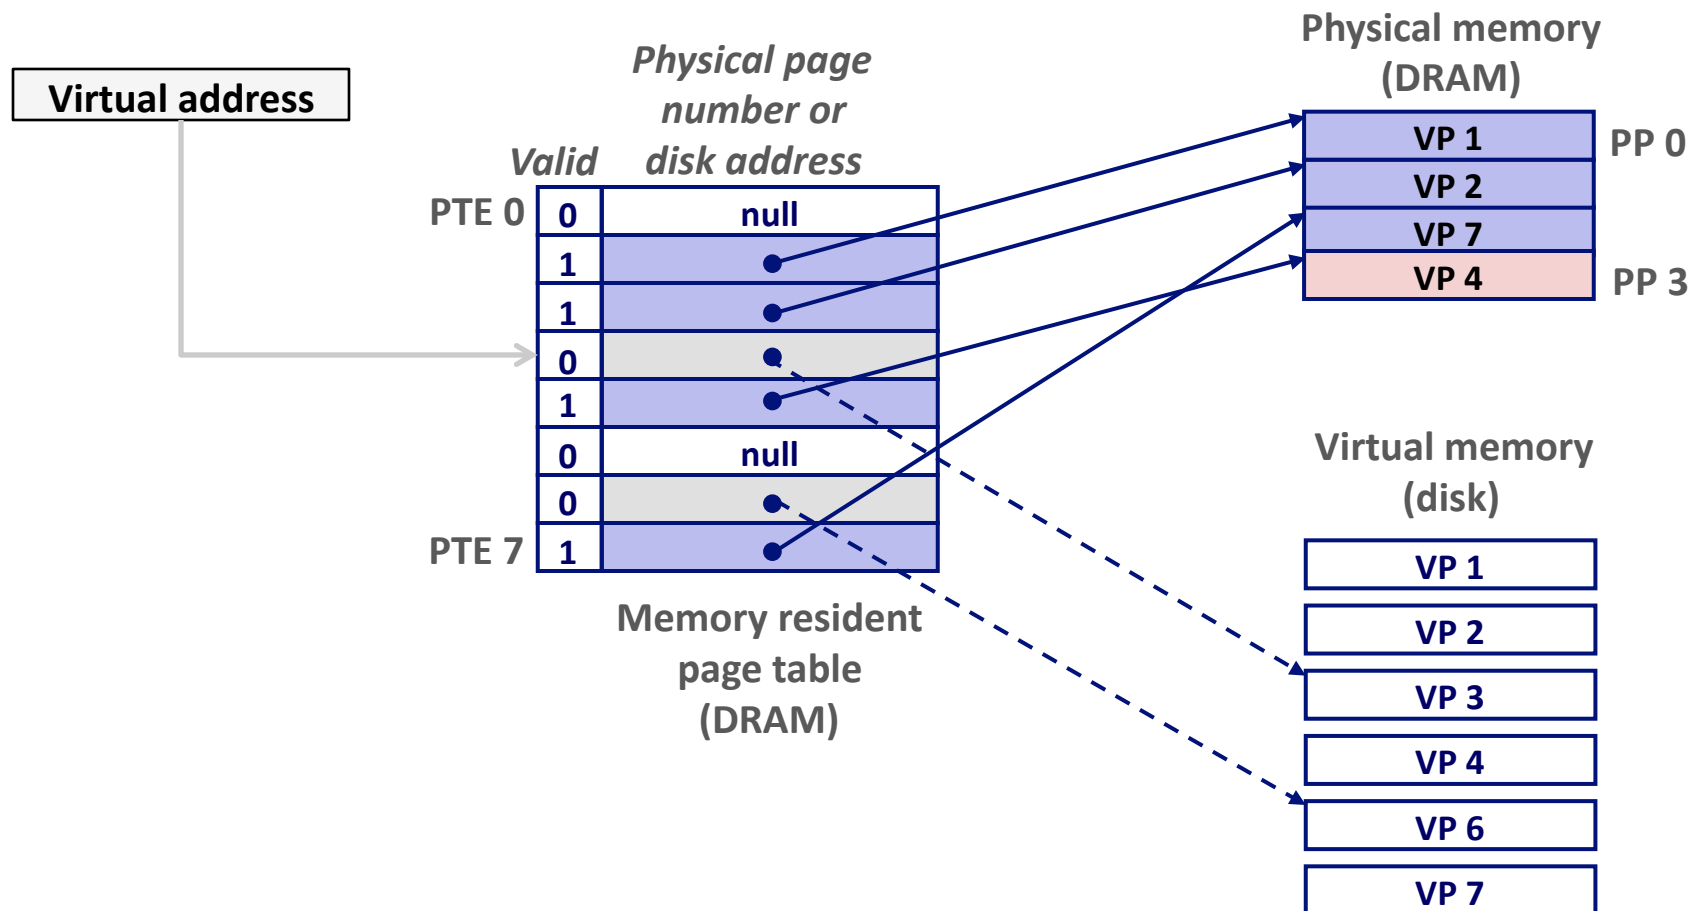 Virtual address
Physical page
number or
disk address
Valid
PTE 0
0
null
1
1
0
1
0
null
0
PTE 7
1
Memory resident
page table
(DRAM)
Physical memory
(DRAM)
VP 1
PP 0
VP 2
VP 7
VP 4
PP 3
Virtual memory
(disk)
VP 1
VP 2
VP 3
VP 4
VP 6
VP 7